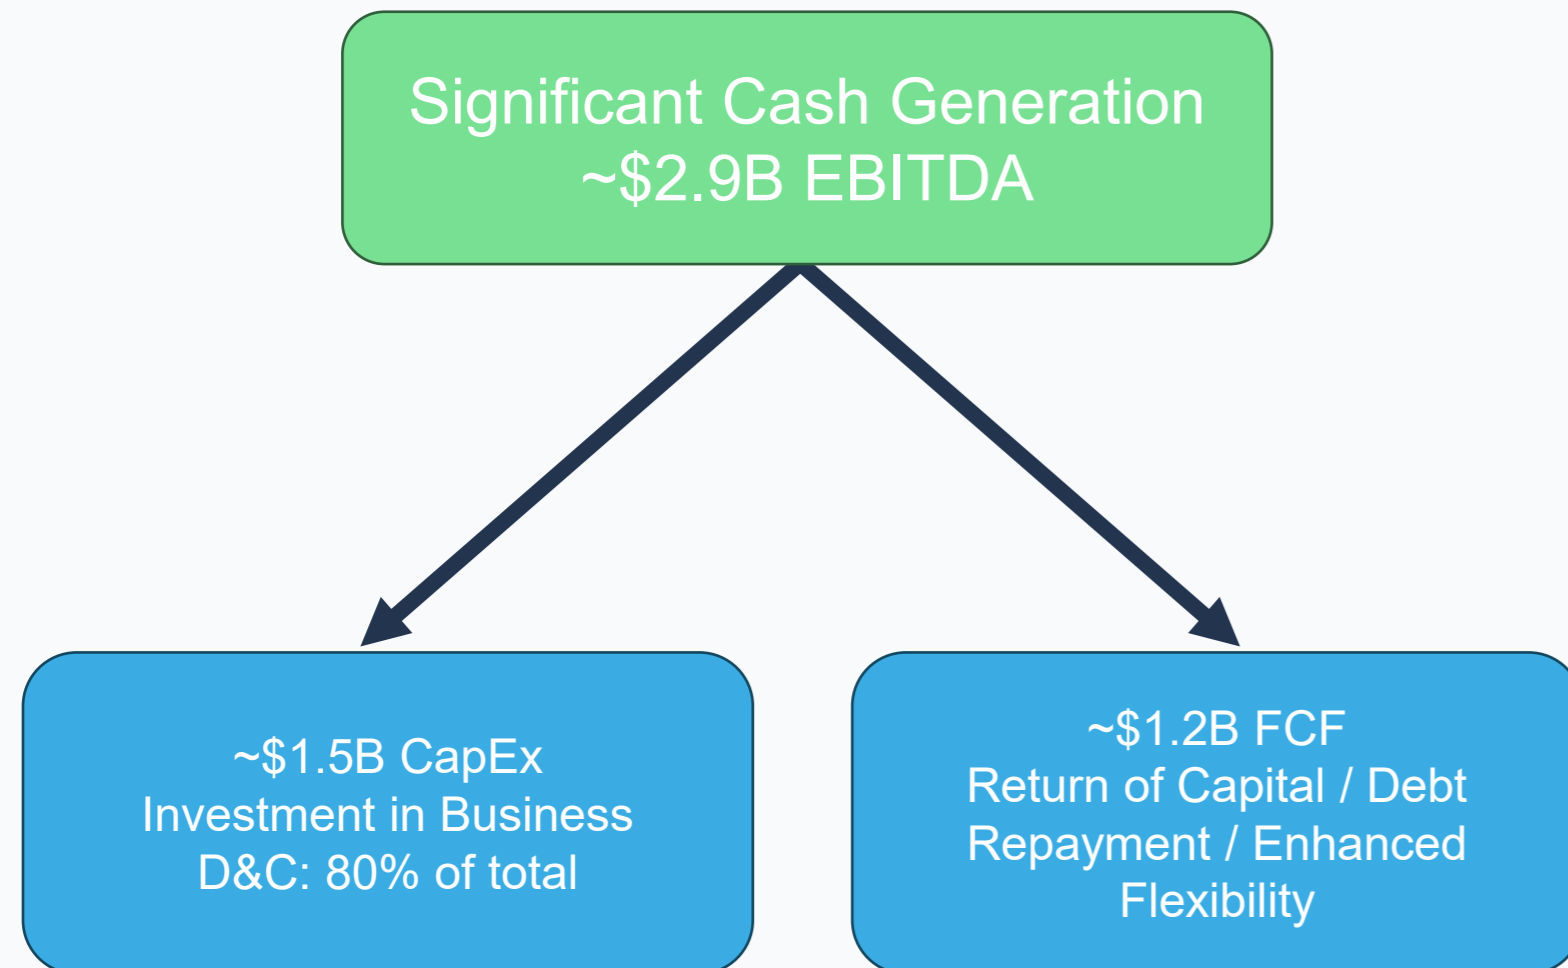 Significant Cash Generation
~$2.9B EBITDA
~$1.5B CapEx
Investment in Business
D&C: 80% of total
~$1.2B FCF
Return of Capital / Debt
Repayment / Enhanced
Flexibility